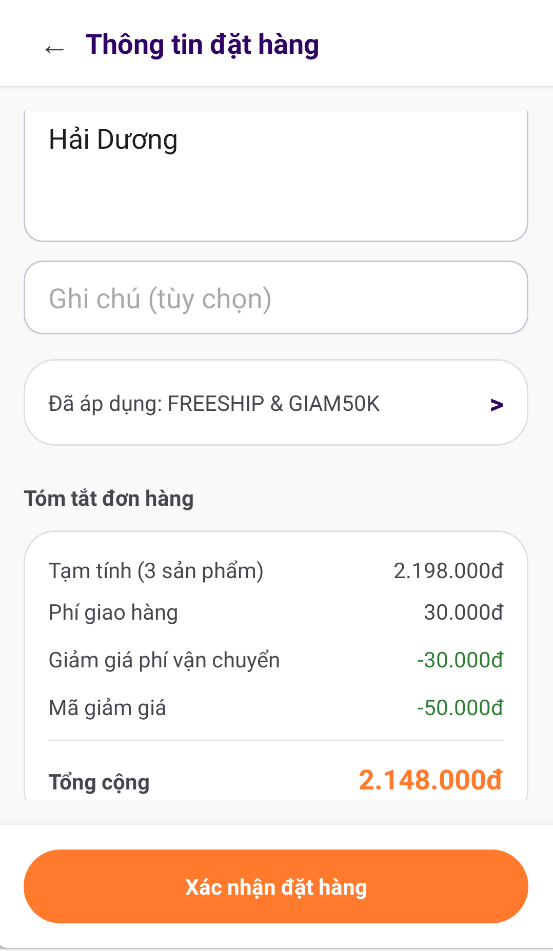 ← Thông tin đặt hàng
Hải Dương
Ghi chú (tùy chọn)
Đã áp dụng: FREESHIP & GIAM50K >
Tóm tắt đơn hàng
Tạm tính (3 sản phẩm) 2.198.000đ
Phí giao hàng 30.000đ
Giảm giá phí vận chuyển -30.000đ
Mã giảm giá -50.000đ
Tổng cộng 2.148.000đ
Xác nhận đặt hàng